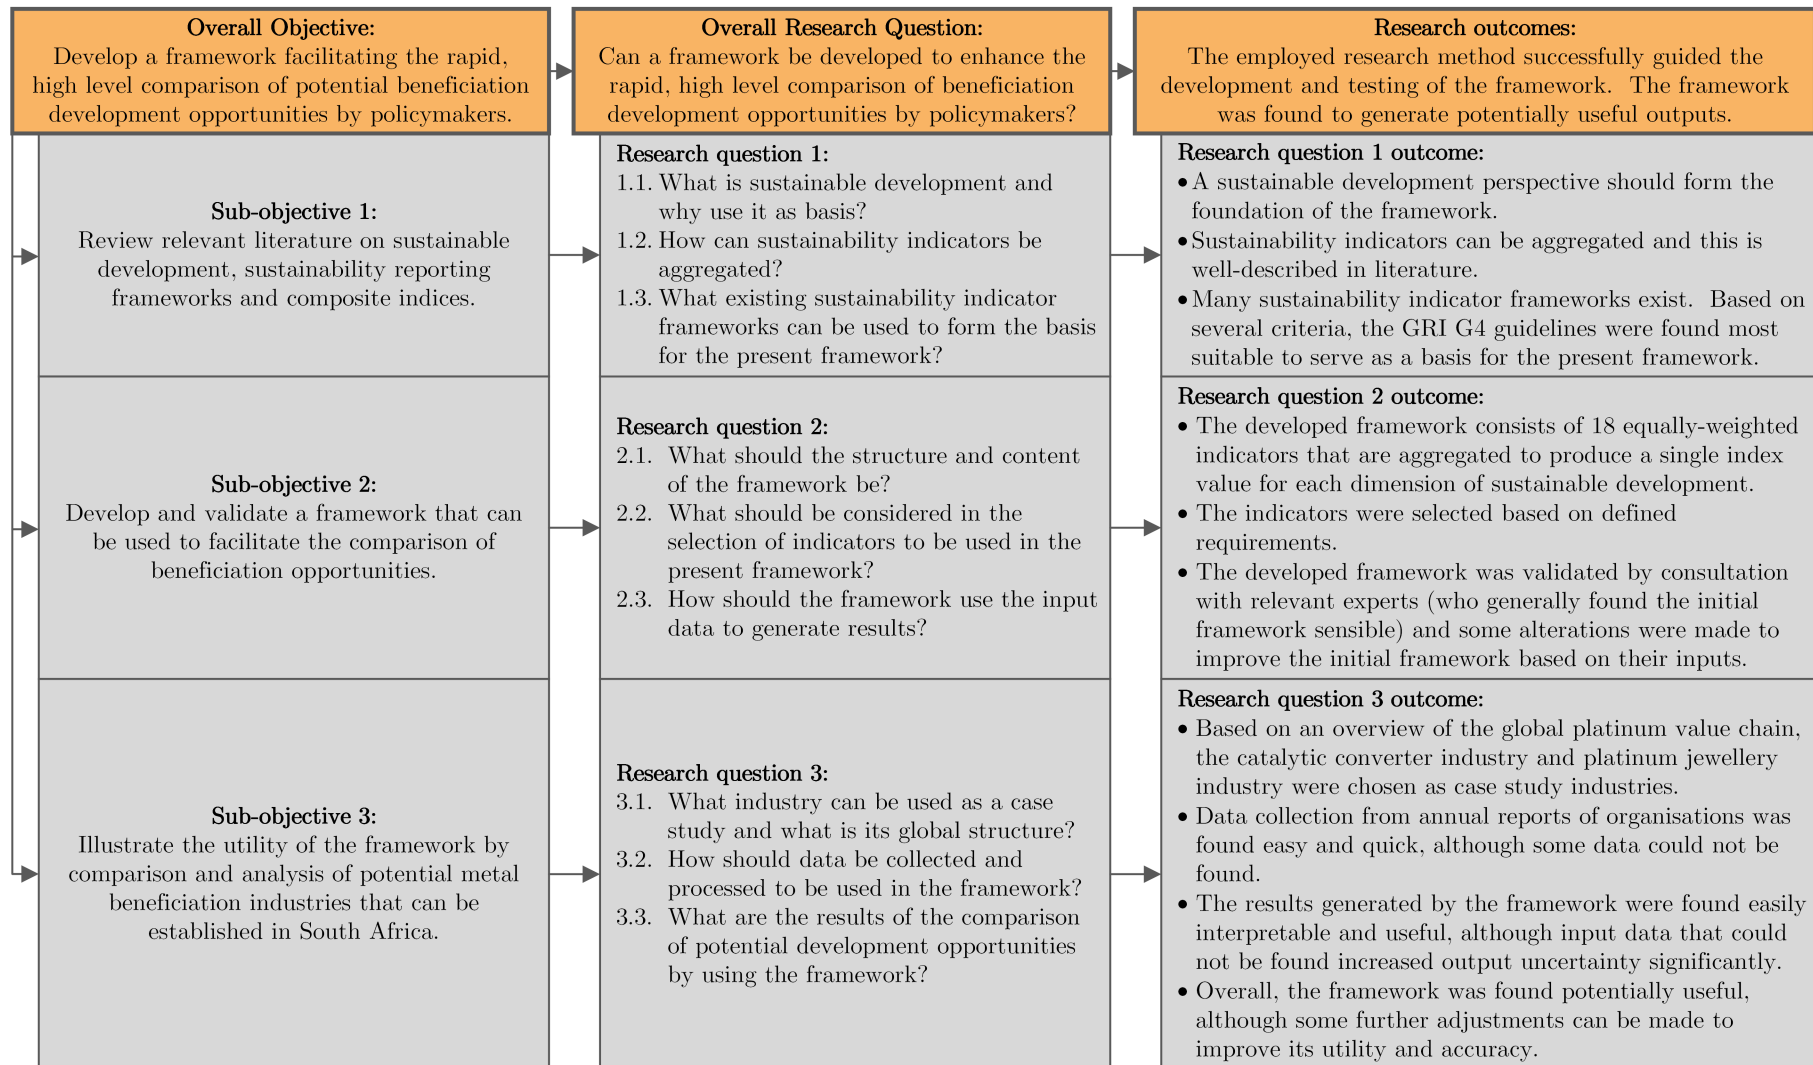 Overall Objective:
Develop a framework facilitating the rapid,
high level comparison of potential beneficiation
development opportunities by policymakers.
Overall Research Question:
Can a framework be developed to enhance the
rapid, high level comparison of beneficiation
development opportunities by policymakers?
Research outcomes:
The employed research method successfully guided the
development and testing of the framework. The framework
was found to generate potentially useful outputs.
Sub-objective 1:
Review relevant literature on sustainable
development, sustainability reporting
frameworks and composite indices.
Research question 1:
1.1. What is sustainable development and
why use it as basis?
1.2. How can sustainability indicators be
aggregated?
1.3. What existing sustainability indicator
frameworks can be used to form the basis
for the present framework?
Research question 1 outcome:
• A sustainable development perspective should form the
foundation of the framework.
• Sustainability indicators can be aggregated and this is
well-described in literature.
• Many sustainability indicator frameworks exist. Based on
several criteria, the GRI G4 guidelines were found most
suitable to serve as a basis for the present framework.
Sub-objective 2:
Develop and validate a framework that can
be used to facilitate the comparison of
beneficiation opportunities.
Research question 2:
2.1. What should the structure and content
of the framework be?
2.2. What should be considered in the
selection of indicators to be used in the
present framework?
2.3. How should the framework use the input
data to generate results?
Research question 2 outcome:
• The developed framework consists of 18 equally-weighted
indicators that are aggregated to produce a single index
value for each dimension of sustainable development.
• The indicators were selected based on defined
requirements.
• The developed framework was validated by consultation
with relevant experts (who generally found the initial
framework sensible) and some alterations were made to
improve the initial framework based on their inputs.
Sub-objective 3:
Illustrate the utility of the framework by
comparison and analysis of potential metal
beneficiation industries that can be
established in South Africa.
Research question 3:
3.1. What industry can be used as a case
study and what is its global structure?
3.2. How should data be collected and
processed to be used in the framework?
3.3. What are the results of the comparison
of potential development opportunities
by using the framework?
Research question 3 outcome:
• Based on an overview of the global platinum value chain,
the catalytic converter industry and platinum jewellery
industry were chosen as case study industries.
• Data collection from annual reports of organisations was
found easy and quick, although some data could not be
found.
• The results generated by the framework were found easily
interpretable and useful, although input data that could
not be found increased output uncertainty significantly.
• Overall, the framework was found potentially useful,
although some further adjustments can be made to
improve its utility and accuracy.